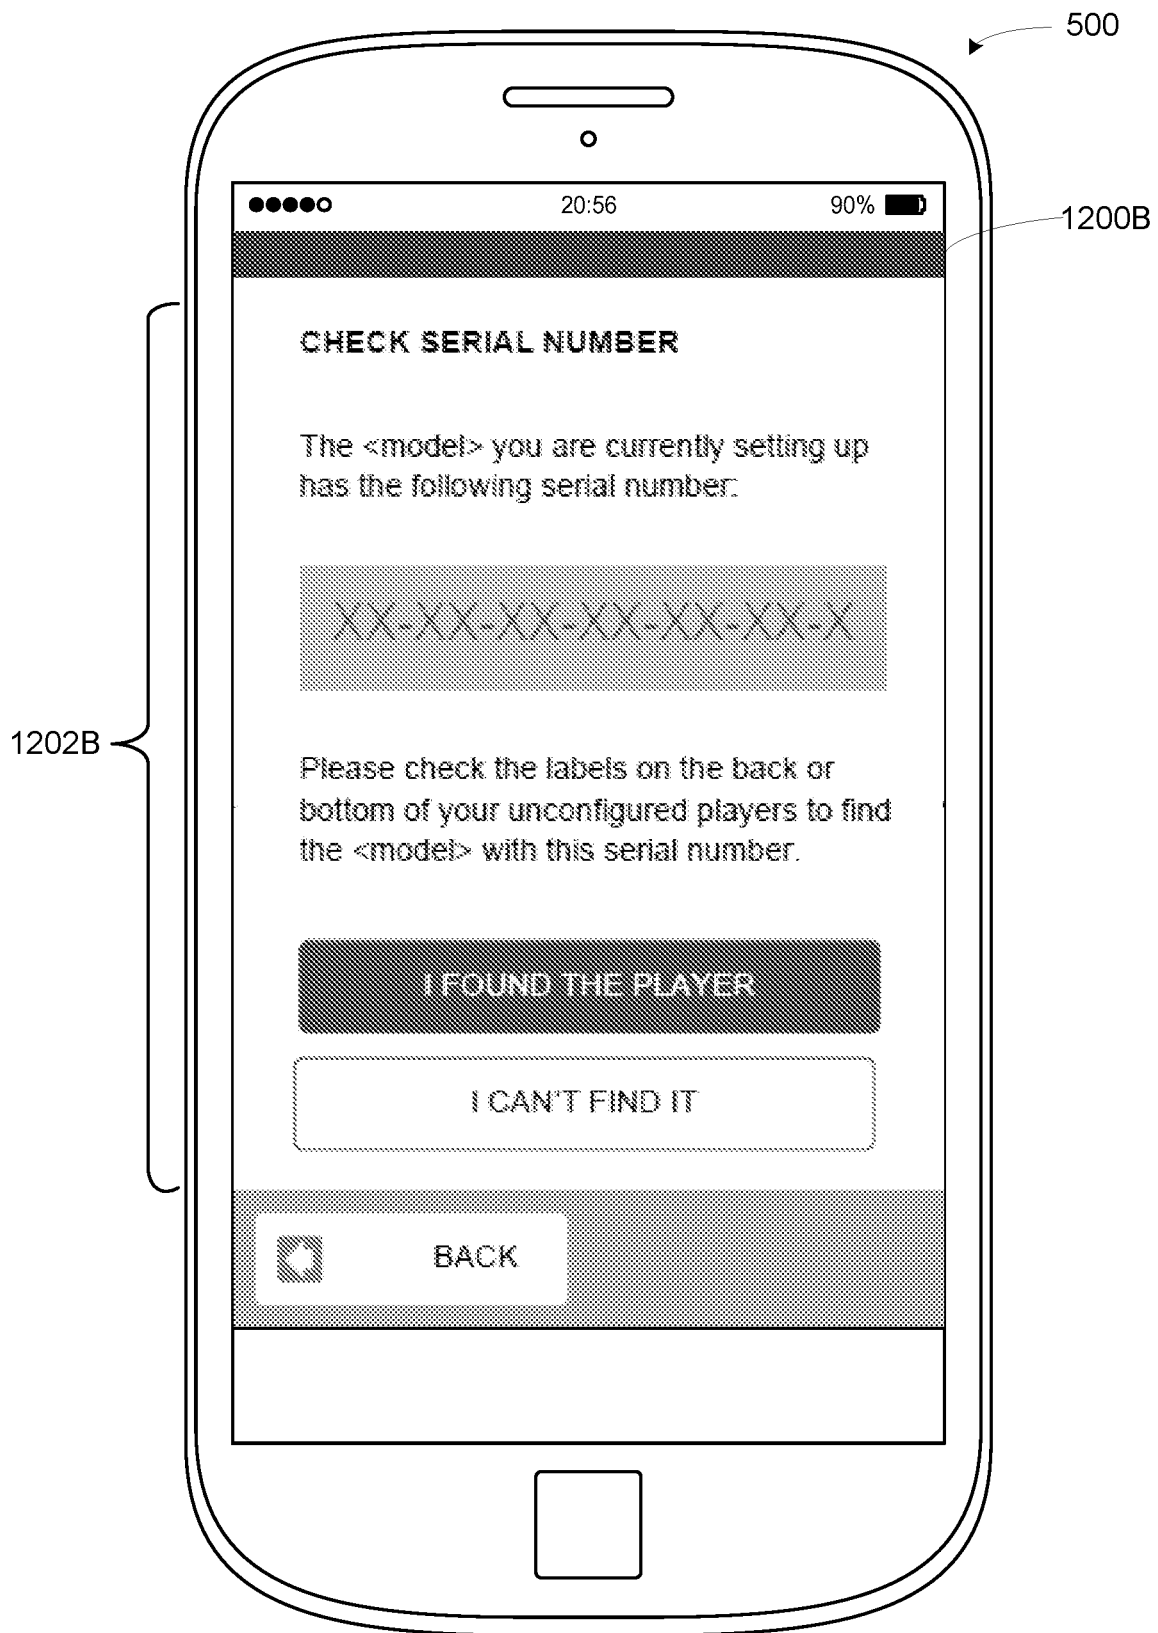 500
20:56
90%
1200B
CHECK SERIAL NUMBER
The <model> you are currently setting up
has the following serial number:
XX-XX-XX-XX-XX-XX-X
1202B
Please check the labels on the back or
bottom of your unconfigured players to find
the <model> with this serial number.
I FOUND THE PLAYER
I CAN'T FIND IT
BACK